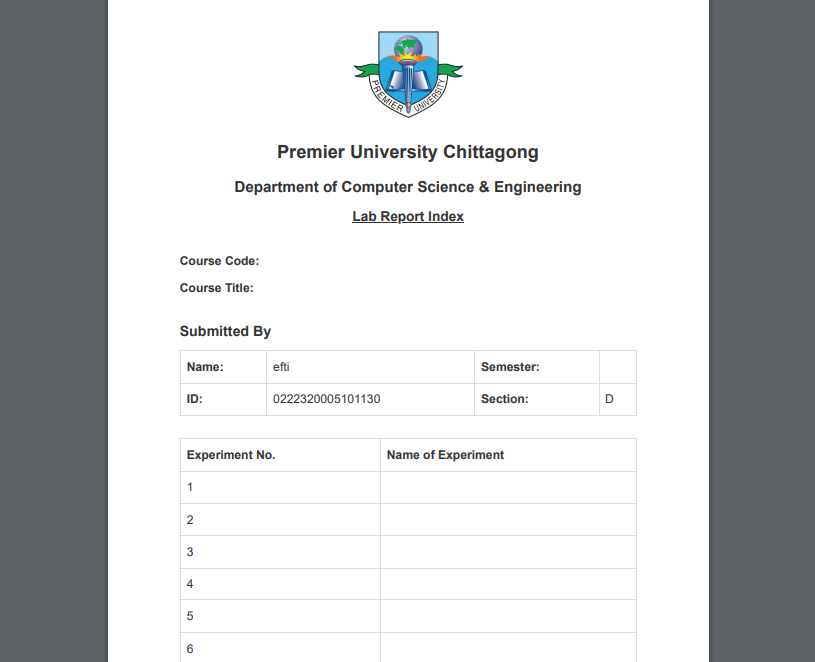 PREMIER UNIVERSITY
Premier University Chittagong
Department of Computer Science & Engineering
Lab Report Index
Course Code:
Course Title:
Submitted By
Name: efti Semester:
ID: 0222320005101130 Section: D
Experiment No. Name of Experiment
1
2
3
4
5
6